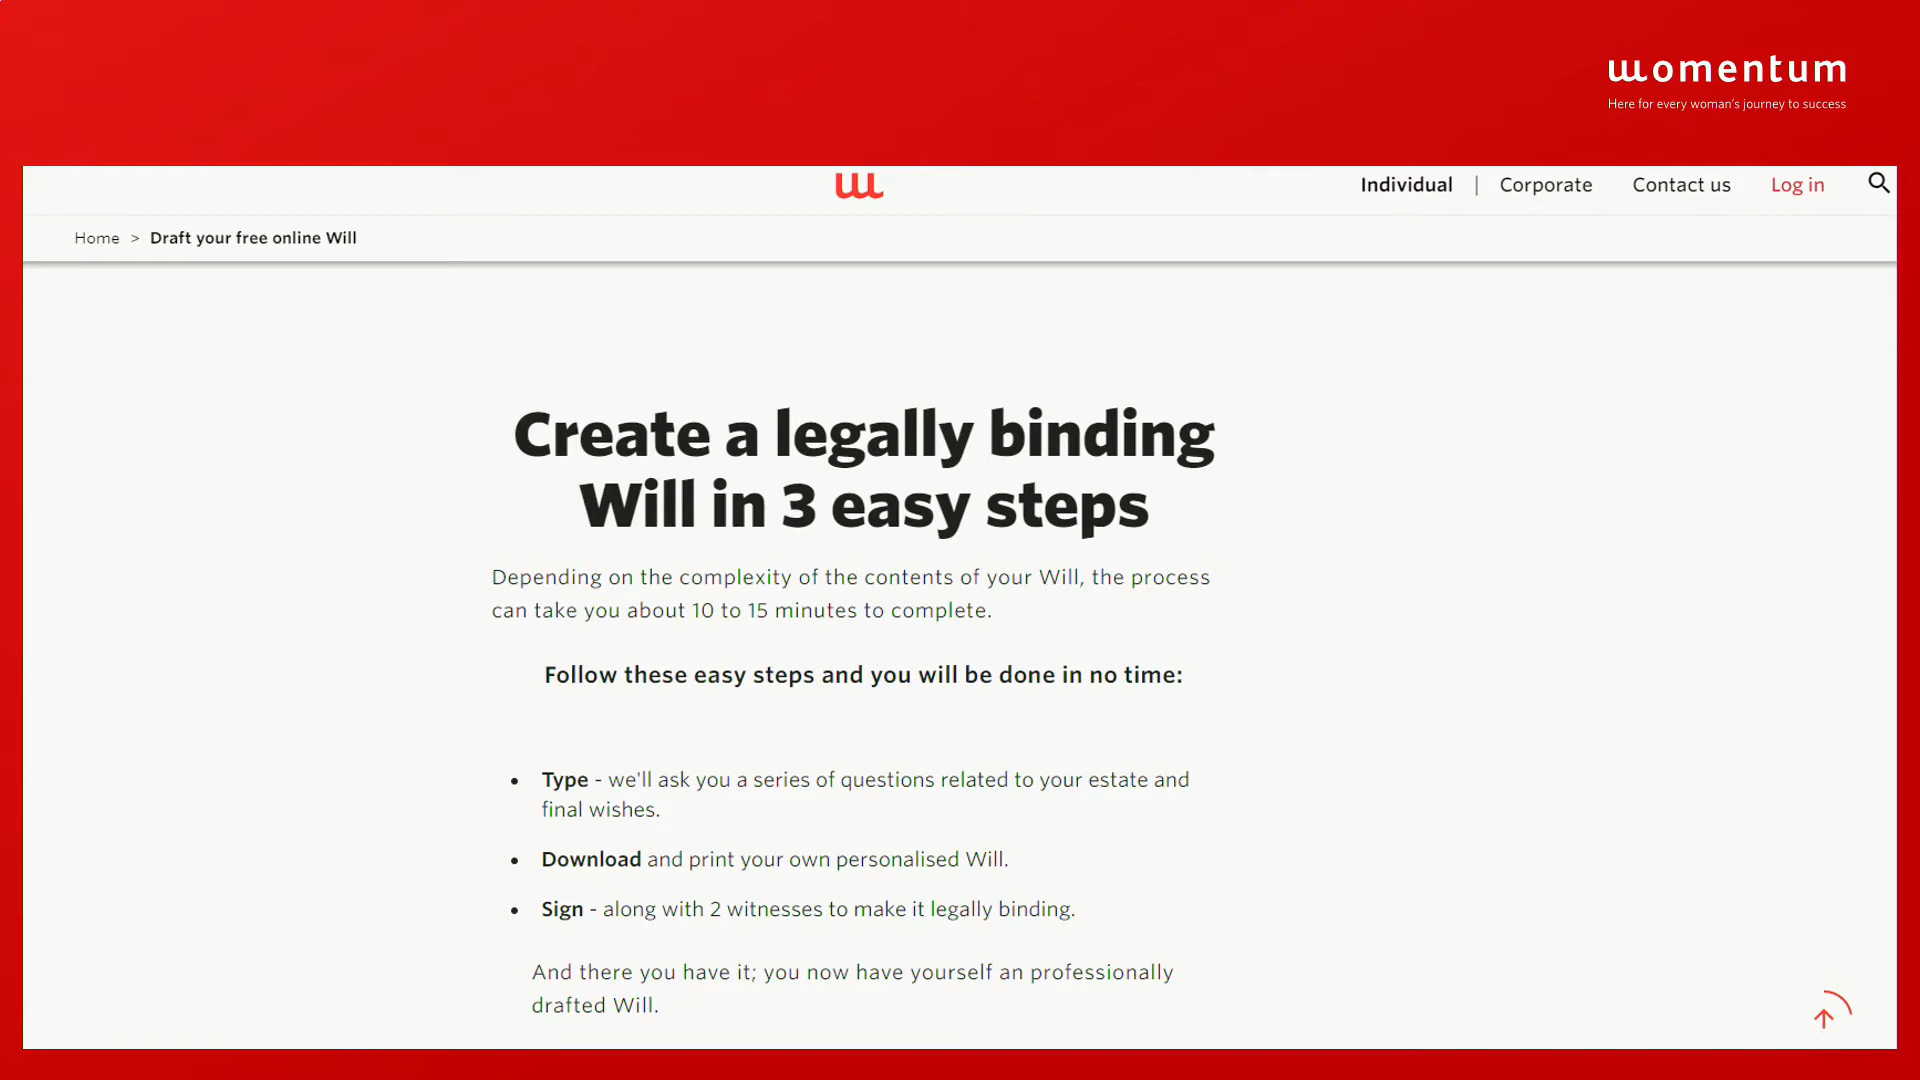 womentum
Here for every woman's journey to success
Individual | Corporate Contact us Log in
Home > Draft your free online Will
Create a legally binding
Will in 3 easy steps
Depending on the complexity of the contents of your Will, the process
can take you about 10 to 15 minutes to complete.
Follow these easy steps and you will be done in no time:
• Type - we'll ask you a series of questions related to your estate and
final wishes.
• Download and print your own personalised Will.
• Sign - along with 2 witnesses to make it legally binding.
And there you have it; you now have yourself an professionally
drafted Will.